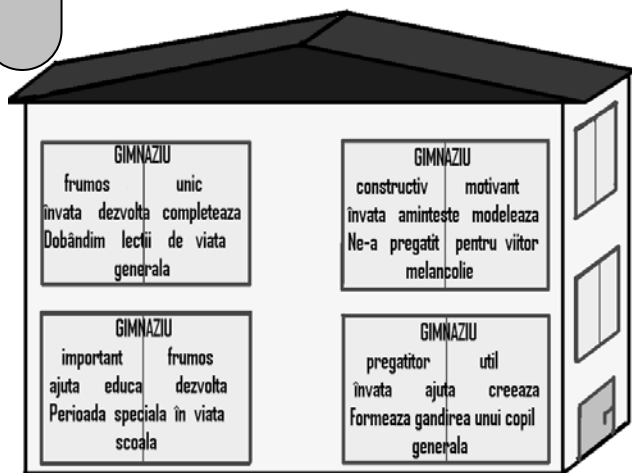 GIMNAZIU
frumos unic
învata dezvolta completeaza
Dobândim lectii de viata
generala
GIMNAZIU
constructiv motivant
învata aminteste modeleaza
Ne-a pregatit pentru viitor
melancolie
GIMNAZIU
important frumos
ajuta educa dezvolta
Perioada speciala în viata
scoala
GIMNAZIU
pregatitor util
învata ajuta creeaza
Formeaza gandirea unui copil
generala